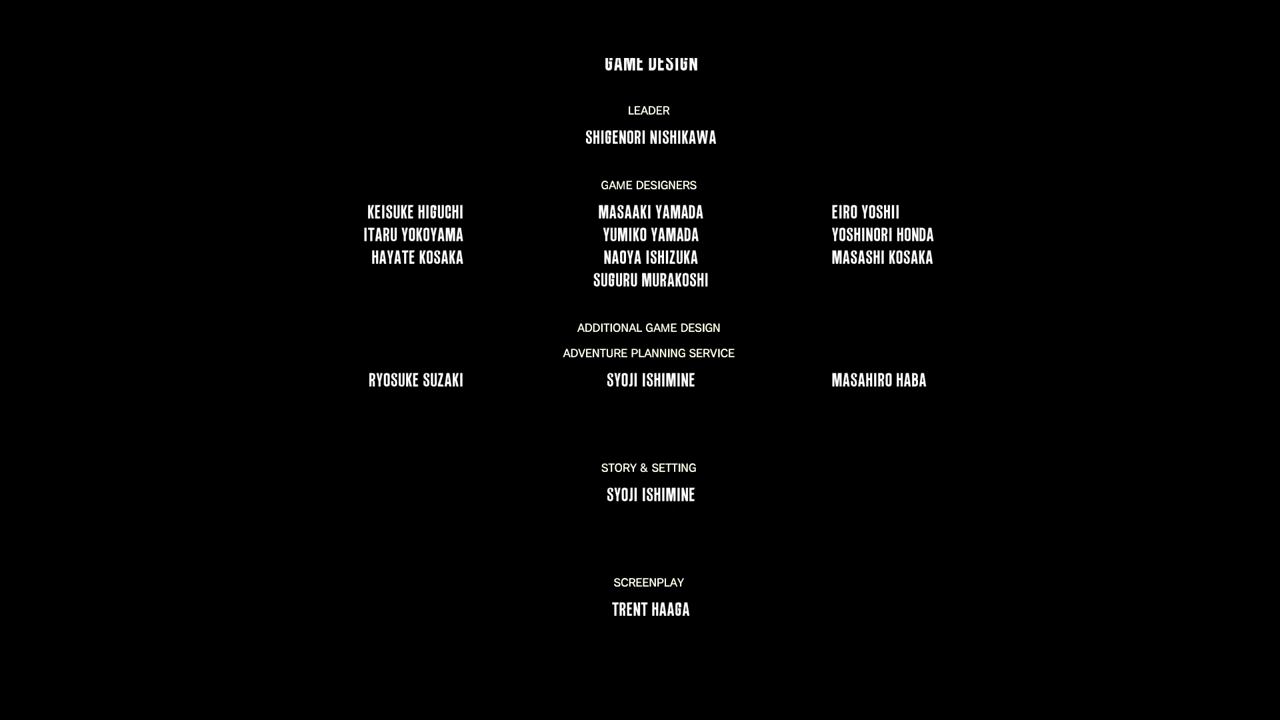 GAME DESIGN
LEADER
SHIGENORI NISHIKAWA
GAME DESIGNERS
KEISUKE HIGUCHI MASAAKI YAMADA EIRO YOSHII
ITARU YOKOYAMA YUMIKO YAMADA YOSHINORI HONDA
HAYATE KOSAKA NAOYA ISHIZUKA MASASHI KOSAKA
SUGURU MURAKOSHI
ADDITIONAL GAME DESIGN
ADVENTURE PLANNING SERVICE
RYOSUKE SUZAKI SYOJI ISHIMINE MASAHIRO HABA
STORY & SETTING
SYOJI ISHIMINE
SCREENPLAY
TRENT HAAGA